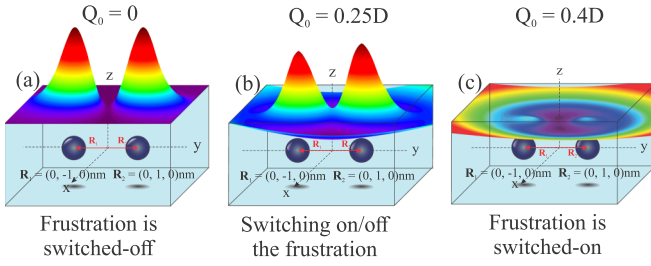 Q₀ = 0
Q₀ = 0.25D
Q₀ = 0.4D
(a)
z
R₁
R₂
y
R₁ = (0, -1, 0)nm
R₂ = (0, 1, 0)nm
x
Frustration is
switched-off
(b)
z
R₁
R₂
y
R₁ = (0, -1, 0)nm
R₂ = (0, 1, 0)nm
x
Switching on/off
the frustration
(c)
z
R₁
R₂
y
R₁ = (0, -1, 0)nm
R₂ = (0, 1, 0)nm
x
Frustration is
switched-on